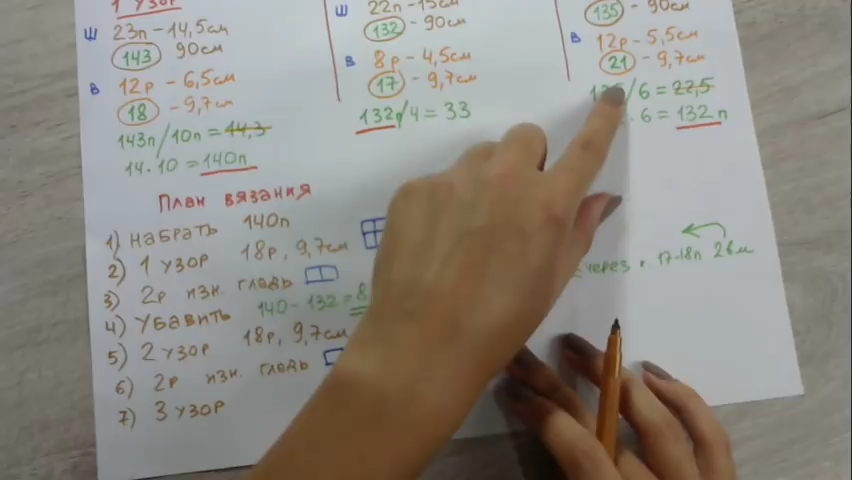 1 узор
Ш 23п - 14,5см
143 90см
В 12р - 6,5см
18 - 9,7см
143п/10п = 14,3
14·10 = 140п
Ш 22п - 15см
132 - 90см
В 8р - 4,5см
17 - 9,7см
132п/4 = 33
135 - 90см
В 12р - 5,5см
21 - 9,7см
/6 = 22,5
· 6 = 132п
План вязания
1) набрать 140п
2) 1 узор 18р, 9,7см
3) 2р изн. гладь
4) Убавить 140-132=8
5) 2 узор 18р, 9,7см
6) 2р изн. гладь
7) 3 узор
через к. 17-18п 2вм